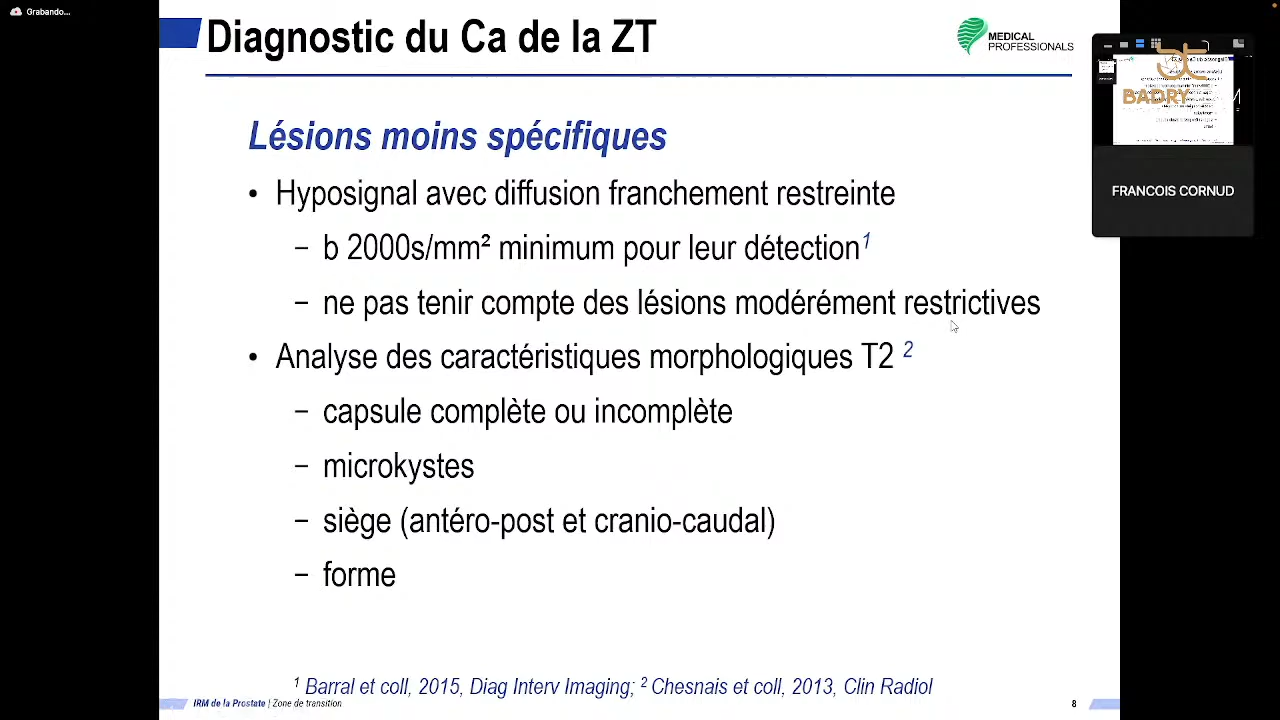 Grabando...
Diagnostic du Ca de la ZT
MEDICAL
PROFESSIONALS
BADRY
FRANCOIS CORNUD
Lésions moins spécifiques
• Hyposignal avec diffusion franchement restreinte
– b 2000s/mm² minimum pour leur détection¹
– ne pas tenir compte des lésions modérément restrictives
• Analyse des caractéristiques morphologiques T2 ²
– capsule complète ou incomplète
– microkystes
– siège (antéro-post et cranio-caudal)
– forme
¹ Barral et coll, 2015, Diag Interv Imaging; ² Chesnais et coll, 2013, Clin Radiol
IRM de la Prostate | Zone de transition
8